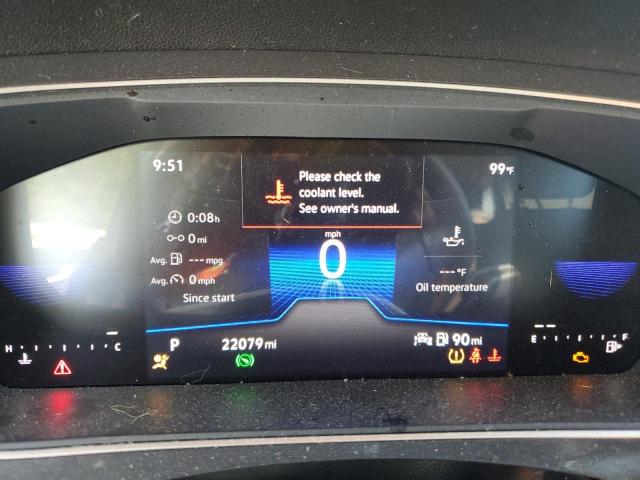 9:51
Please check the
coolant level.
See owner's manual.
99°F
0:08h
0 mi
Avg. --- mpg
Avg. 0 mph
Since start
mph
0
--- °F
Oil temperature
P
22079 mi
90 mi
H C
E F